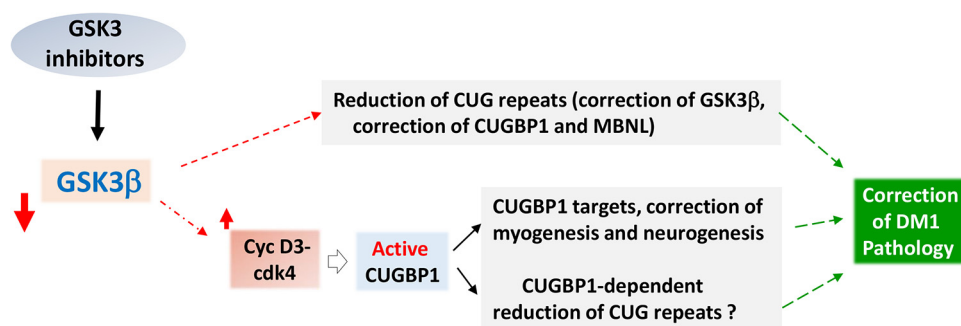 GSK3
inhibitors
Reduction of CUG repeats (correction of GSK3β,
correction of CUGBP1 and MBNL)
GSK3β
Correction
of DM1
Pathology
CUGBP1 targets, correction of
myogenesis and neurogenesis
Cyc D3-
cdk4
Active
CUGBP1
CUGBP1-dependent
reduction of CUG repeats ?